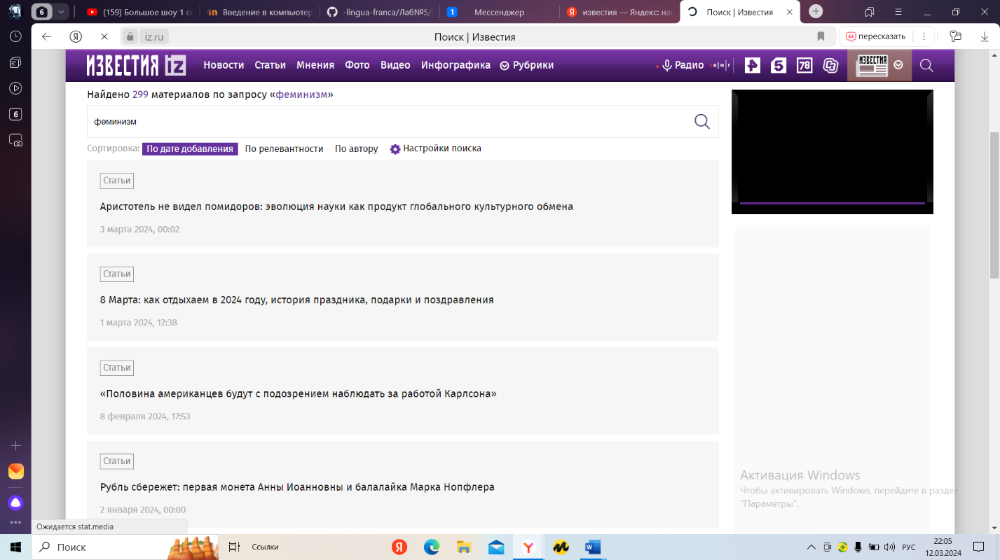 6
(159) Большое шоу 1 се
Введение в компьютер
-lingua-franca/Лаб№5/
1
Мессенджер
известия — Яндекс: на
Поиск | Известия
iz.ru
Поиск | Известия
пересказать
6
ИЗВЕСТИЯ iz
Новости
Статьи
Мнения
Фото
Видео
Инфографика
Рубрики
Радио
н|м|г
5
78
ИЗВЕСТИЯ
Найдено 299 материалов по запросу «феминизм»
феминизм
Сортировка: По дате добавления По релевантности По автору Настройки поиска
Статьи
Аристотель не видел помидоров: эволюция науки как продукт глобального культурного обмена
3 марта 2024, 00:02
Статьи
8 Марта: как отдыхаем в 2024 году, история праздника, подарки и поздравления
1 марта 2024, 12:38
Статьи
«Половина американцев будут с подозрением наблюдать за работой Карлсона»
8 февраля 2024, 17:53
Статьи
Рубль сбережет: первая монета Анны Иоанновны и балалайка Марка Нопфлера
2 января 2024, 00:00
Активация Windows
Чтобы активировать Windows, перейдите в раздел
"Параметры".
Ожидается stat.media
Поиск
Ссылки
РУС
22:05
12.03.2024